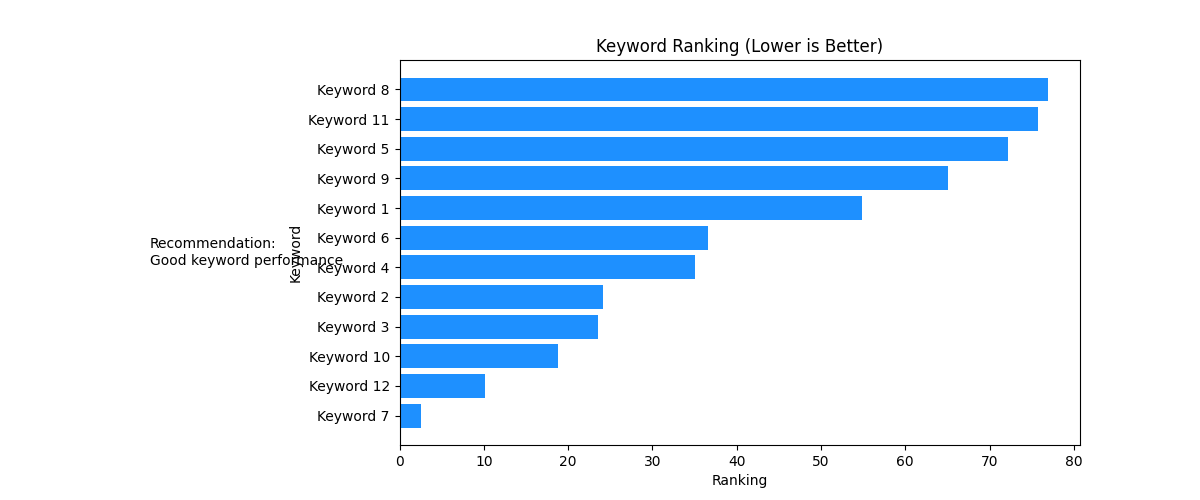 Keyword Ranking (Lower is Better)
Keyword 8
Keyword 11
Keyword 5
Keyword 9
Keyword 1
Keyword 6
Keyword 4
Keyword 2
Keyword 3
Keyword 10
Keyword 12
Keyword 7
Keyword
Recommendation:
Good keyword performance
0 10 20 30 40 50 60 70 80
Ranking